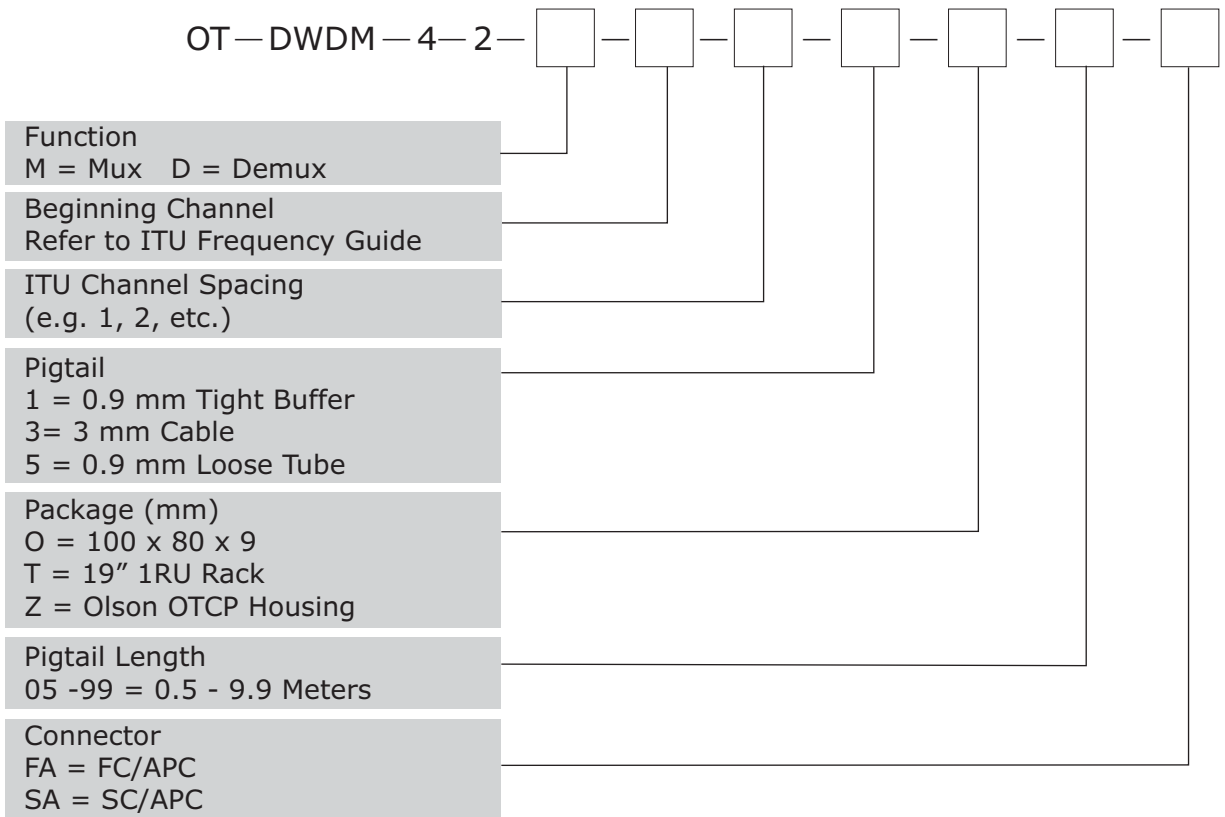 OT—DWDM—4—2— — — — — — —
Function
M = Mux D = Demux
Beginning Channel
Refer to ITU Frequency Guide
ITU Channel Spacing
(e.g. 1, 2, etc.)
Pigtail
1 = 0.9 mm Tight Buffer
3= 3 mm Cable
5 = 0.9 mm Loose Tube
Package (mm)
O = 100 x 80 x 9
T = 19” 1RU Rack
Z = Olson OTCP Housing
Pigtail Length
05 -99 = 0.5 - 9.9 Meters
Connector
FA = FC/APC
SA = SC/APC